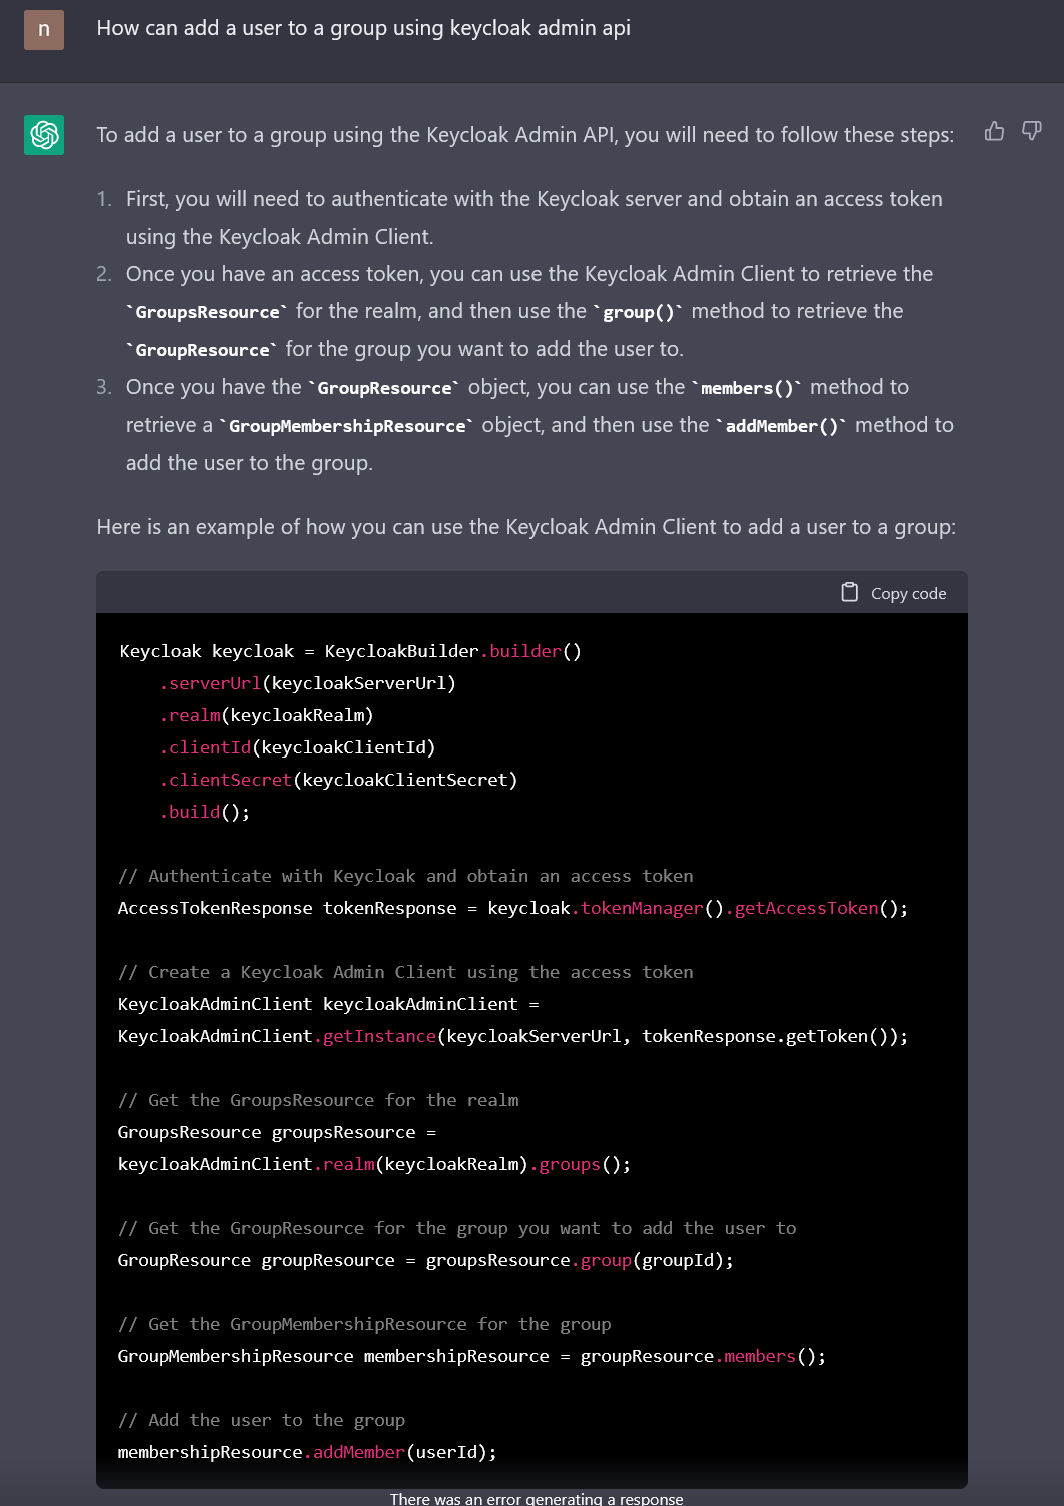 n
How can add a user to a group using keycloak admin api
To add a user to a group using the Keycloak Admin API, you will need to follow these steps:
1. First, you will need to authenticate with the Keycloak server and obtain an access token
using the Keycloak Admin Client.
2. Once you have an access token, you can use the Keycloak Admin Client to retrieve the
`GroupsResource` for the realm, and then use the `group()` method to retrieve the
`GroupResource` for the group you want to add the user to.
3. Once you have the `GroupResource` object, you can use the `members()` method to
retrieve a `GroupMembershipResource` object, and then use the `addMember()` method to
add the user to the group.
Here is an example of how you can use the Keycloak Admin Client to add a user to a group:
Copy code
Keycloak keycloak = KeycloakBuilder.builder()
.serverUrl(keycloakServerUrl)
.realm(keycloakRealm)
.clientId(keycloakClientId)
.clientSecret(keycloakClientSecret)
.build();
// Authenticate with Keycloak and obtain an access token
AccessTokenResponse tokenResponse = keycloak.tokenManager().getAccessToken();
// Create a Keycloak Admin Client using the access token
KeycloakAdminClient keycloakAdminClient =
KeycloakAdminClient.getInstance(keycloakServerUrl, tokenResponse.getToken());
// Get the GroupsResource for the realm
GroupsResource groupsResource =
keycloakAdminClient.realm(keycloakRealm).groups();
// Get the GroupResource for the group you want to add the user to
GroupResource groupResource = groupsResource.group(groupId);
// Get the GroupMembershipResource for the group
GroupMembershipResource membershipResource = groupResource.members();
// Add the user to the group
membershipResource.addMember(userId);
There was an error generating a response